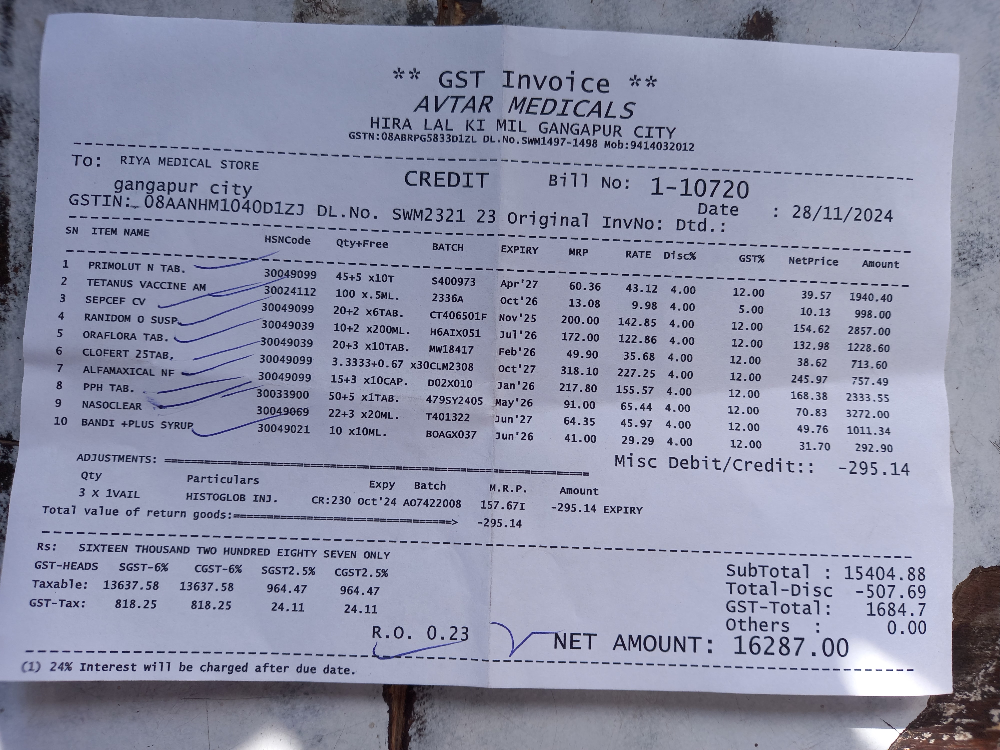 ** GST Invoice **
AVTAR MEDICALS
HIRA LAL KI MIL GANGAPUR CITY
GSTN:08ABRPG5833D1ZL DL.No.SWM1497-1498 Mob:9414032012
To: RIYA MEDICAL STORE CREDIT Bill No: 1-10720
gangapur city Date : 28/11/2024
GSTIN: 08AANHM1040D1ZJ DL.No. SWM2321 23 Original InvNo: Dtd.:
SN ITEM NAME HSNCode Qty+Free BATCH EXPIRY MRP RATE Disc% GST% NetPrice Amount
1 PRIMOLUT N TAB. 30049099 45+5 x10T S400973 Apr'27 60.36 43.12 4.00 12.00 39.57 1940.40
2 TETANUS VACCINE AM 30024112 100 x.5ML. 2336A Oct'26 13.08 9.98 4.00 5.00 10.13 998.00
3 SEPCEF CV 30049099 20+2 x6TAB. CT406501F Nov'25 200.00 142.85 4.00 12.00 154.62 2857.00
4 RANIDOM O SUSP. 30049039 10+2 x200ML. H6AIX051 Jul'26 172.00 122.86 4.00 12.00 132.98 1228.60
5 ORAFLORA TAB. 30049039 20+3 x10TAB. MW18417 Feb'26 49.90 35.68 4.00 12.00 38.62 713.60
6 CLOFERT 25TAB, 30049099 3.3333+0.67 x30CLM2308 Oct'27 318.10 227.25 4.00 12.00 245.97 757.49
7 ALFAMAXICAL NF 30049099 15+3 x10CAP. D02X010 Jan'26 217.80 155.57 4.00 12.00 168.38 2333.55
8 PPH TAB. 30033900 50+5 x1TAB. 479SY2405 May'26 91.00 65.44 4.00 12.00 70.83 3272.00
9 NASOCLEAR 30049069 22+3 x20ML. T401322 Jun'27 64.35 45.97 4.00 12.00 49.76 1011.34
10 BANDI +PLUS SYRUP 30049021 10 x10ML. BOAGX037 Jun'26 41.00 29.29 4.00 12.00 31.70 292.90
Misc Debit/Credit:: -295.14
ADJUSTMENTS:
Qty Particulars Expy Batch M.R.P. Amount
3 X 1VAIL HISTOGLOB INJ. CR:230 Oct'24 A07422008 157.67I -295.14 EXPIRY
Total value of return goods: -295.14
Rs: SIXTEEN THOUSAND TWO HUNDRED EIGHTY SEVEN ONLY
GST-HEADS SGST-6% CGST-6% SGST2.5% CGST2.5%
Taxable: 13637.58 13637.58 964.47 964.47
GST-Tax: 818.25 818.25 24.11 24.11
SubTotal : 15404.88
Total-Disc -507.69
GST-Total: 1684.7
Others : 0.00
R.O. 0.23 NET AMOUNT: 16287.00
(1) 24% Interest will be charged after due date.